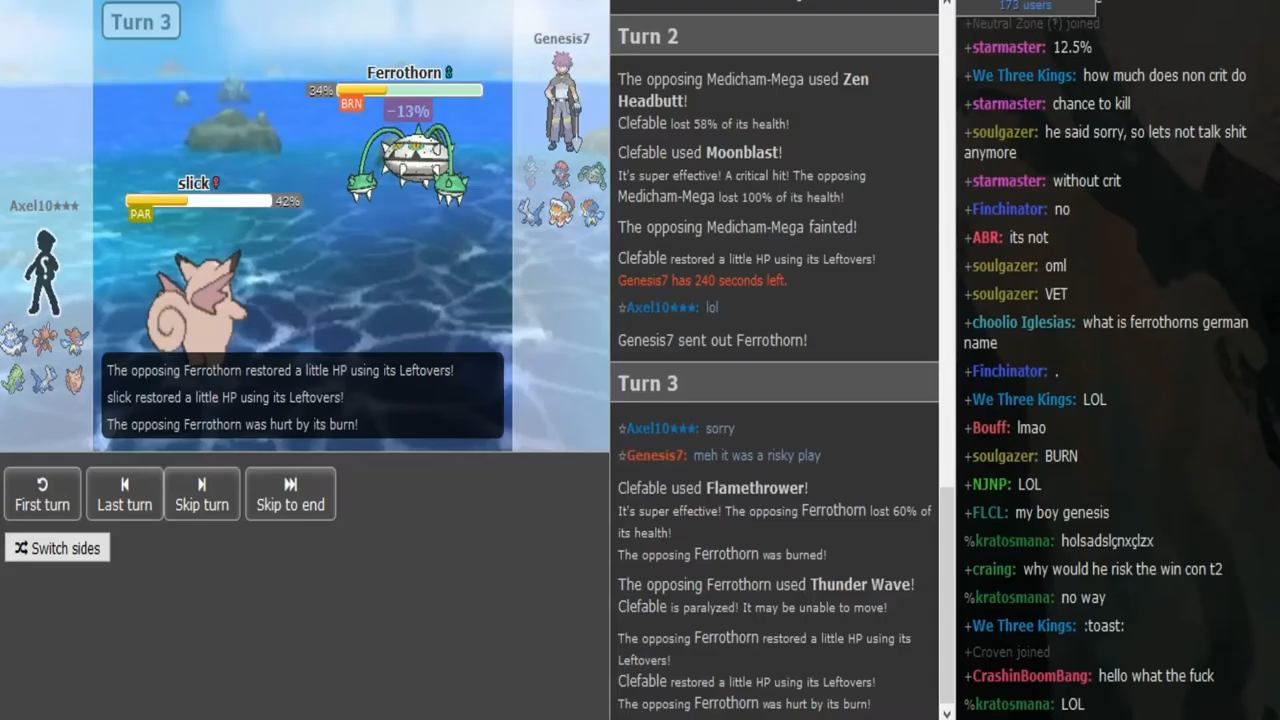 Turn 3
Genesis7
Ferrothorn
34%
BRN
−13%
slick
42%
PAR
Axel10★★★
The opposing Ferrothorn restored a little HP using its Leftovers!
slick restored a little HP using its Leftovers!
The opposing Ferrothorn was hurt by its burn!
First turn
Last turn
Skip turn
Skip to end
Switch sides
Turn 2
The opposing Medicham-Mega used Zen
Headbutt!
Clefable lost 58% of its health!
Clefable used Moonblast!
It's super effective! A critical hit! The opposing
Medicham-Mega lost 100% of its health!
The opposing Medicham-Mega fainted!
Clefable restored a little HP using its Leftovers!
Genesis7 has 240 seconds left.
☆Axel10★★★: lol
Genesis7 sent out Ferrothorn!
Turn 3
☆Axel10★★★: sorry
☆Genesis7: meh it was a risky play
Clefable used Flamethrower!
It's super effective! The opposing Ferrothorn lost 60% of
its health!
The opposing Ferrothorn was burned!
The opposing Ferrothorn used Thunder Wave!
Clefable is paralyzed! It may be unable to move!
The opposing Ferrothorn restored a little HP using its
Leftovers!
Clefable restored a little HP using its Leftovers!
The opposing Ferrothorn was hurt by its burn!
173 users
+Neutral Zone (?) joined
+starmaster: 12.5%
+We Three Kings: how much does non crit do
+starmaster: chance to kill
+soulgazer: he said sorry, so lets not talk shit
anymore
+starmaster: without crit
+Finchinator: no
+ABR: its not
+soulgazer: oml
+soulgazer: VET
+choolio Iglesias: what is ferrothorns german
name
+Finchinator: .
+We Three Kings: LOL
+Bouff: lmao
+soulgazer: BURN
+NJNP: LOL
+FLCL: my boy genesis
%kratosmana: holsadslçnxçlzx
+craing: why would he risk the win con t2
%kratosmana: no way
+We Three Kings: :toast:
+Croven joined
+CrashinBoomBang: hello what the fuck
%kratosmana: LOL